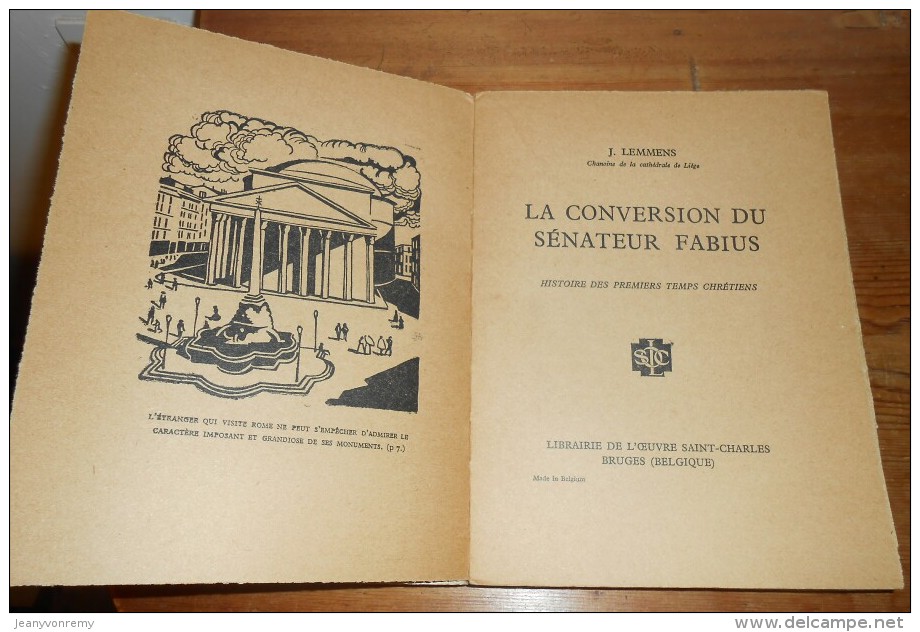 L'ÉTRANGER QUI VISITE ROME NE PEUT S'EMPÊCHER D'ADMIRER LE
CARACTÈRE IMPOSANT ET GRANDIOSE DE SES MONUMENTS. (p 7.)
J. LEMMENS
Chanoine de la cathédrale de Liége
LA CONVERSION DU
SÉNATEUR FABIUS
HISTOIRE DES PREMIERS TEMPS CHRÉTIENS
LIBRAIRIE DE L'ŒUVRE SAINT-CHARLES
BRUGES (BELGIQUE)
Made in Belgium
jeanyvonremy
www.delcampe.net